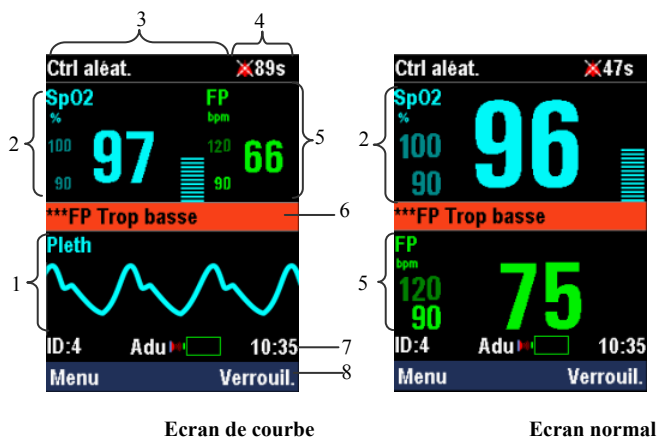 3 4
Ctrl aléat. 89s
SpO2 FP
% bpm
2 100 97 120 66 5
90 90
***FP Trop basse 6
Pleth
1
ID:4 Adu 10:35 7
Menu Verrouil. 8
Ecran de courbe
Ctrl aléat. 47s
SpO2
%
2 100 96
90
***FP Trop basse
FP
bpm
5 120 75
90
ID:4 Adu 10:35
Menu Verrouil.
Ecran normal